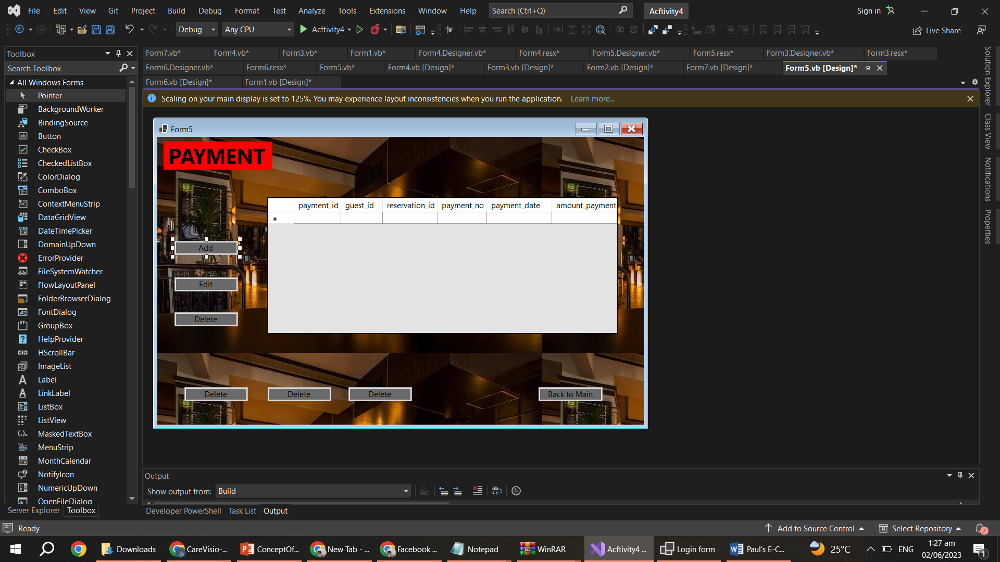 File Edit View Git Project Build Debug Format Test Analyze Tools Extensions Window Help Search (Ctrl+Q) Acftivity4 Sign in
Debug Any CPU Acftivity4 Live Share
Toolbox
Search Toolbox
All Windows Forms
Pointer
BackgroundWorker
BindingSource
Button
CheckBox
CheckedListBox
ColorDialog
ComboBox
ContextMenuStrip
DataGridView
DateTimePicker
DomainUpDown
ErrorProvider
FileSystemWatcher
FlowLayoutPanel
FolderBrowserDialog
FontDialog
GroupBox
HelpProvider
HScrollBar
ImageList
Label
LinkLabel
ListBox
ListView
MaskedTextBox
MenuStrip
MonthCalendar
NotifyIcon
NumericUpDown
OpenFileDialog
Server Explorer Toolbox
Form7.vb* Form4.vb* Form3.vb* Form1.vb* Form4.Designer.vb* Form4.resx* Form5.Designer.vb* Form5.resx* Form3.Designer.vb* Form3.resx*
Form6.Designer.vb* Form6.resx* Form5.vb* Form4.vb [Design]* Form3.vb [Design]* Form2.vb [Design]* Form7.vb [Design]* Form5.vb [Design]*
Form6.vb [Design]* Form1.vb [Design]*
Scaling on your main display is set to 125%. You may experience layout inconsistencies when you run the application. Learn more...
Form5
PAYMENT
payment_id guest_id reservation_id payment_no payment_date amount_payment
Add
Edit
Delete
Delete Delete Delete Back to Main
Output
Show output from: Build
Developer PowerShell Task List Output
Solution Explorer
Class View
Notifications
Properties
Ready Add to Source Control Select Repository 2
Downloads CareVisio-... ConceptOf... New Tab - ... Facebook ... Notepad WinRAR Acftivity4 ... Login form Paul's E-C... 25°C ENG 1:27 am
02/06/2023 1